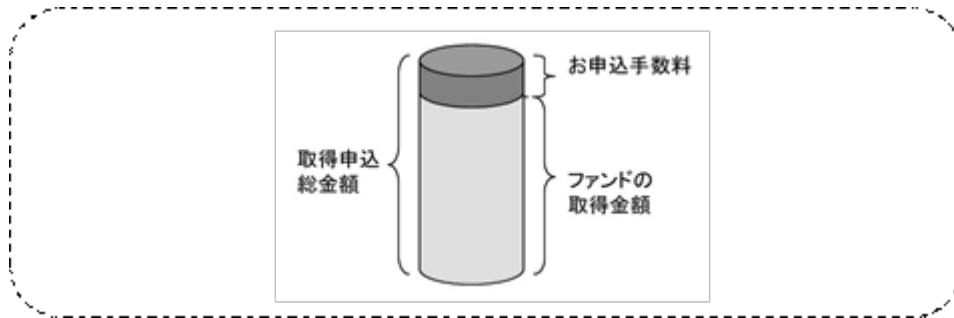 お申込手数料
取得申込
総金額
ファンドの
取得金額